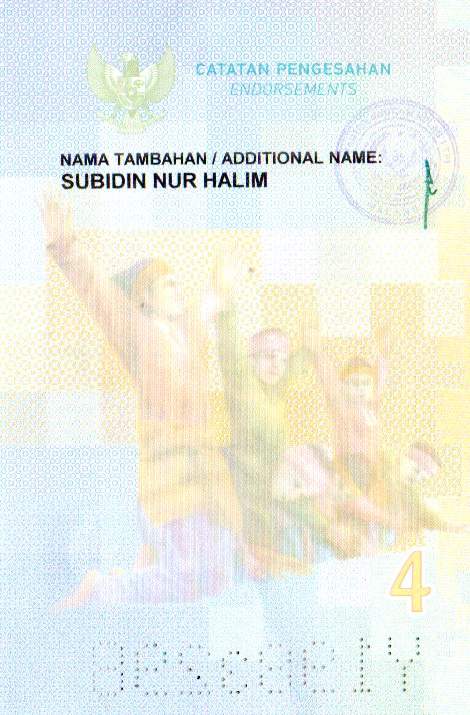 CATATAN PENGESAHAN
ENDORSEMENTS
NAMA TAMBAHAN / ADDITIONAL NAME:
SUBIDIN NUR HALIM
4